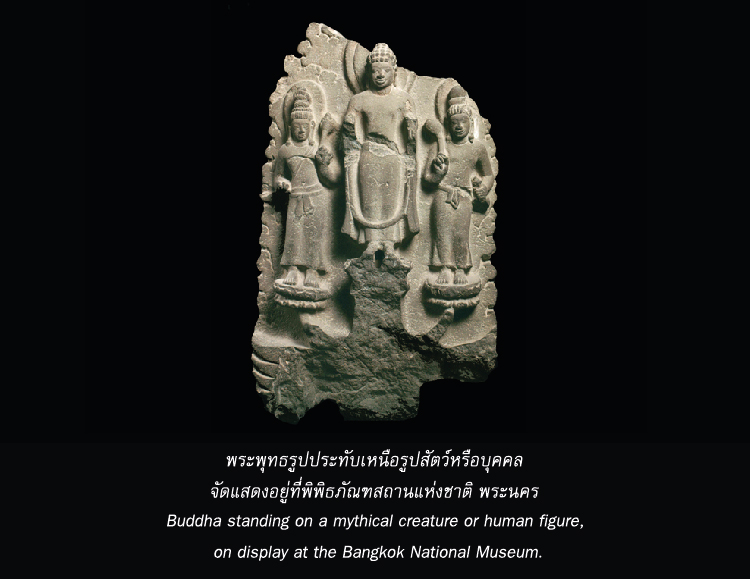 พระพุทธรูปประทับเหนือรูปสัตว์หรือบุคคล
จัดแสดงอยู่ที่พิพิธภัณฑสถานแห่งชาติ พระนคร
Buddha standing on a mythical creature or human figure,
on display at the Bangkok National Museum.